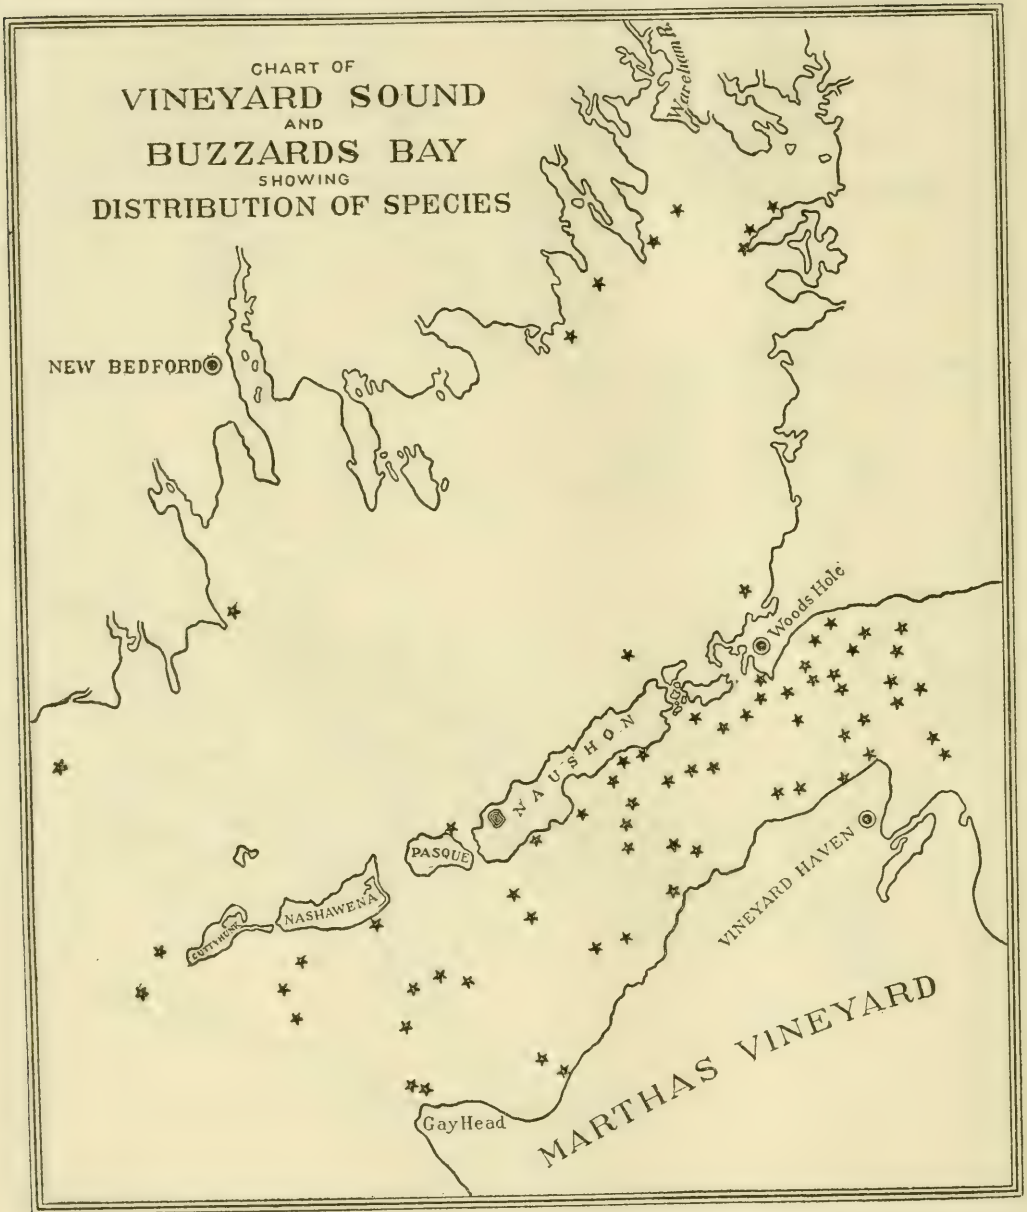 CHART OF
VINEYARD SOUND
AND
BUZZARDS BAY
SHOWING
DISTRIBUTION OF SPECIES
Wareham R.
NEW BEDFORD
Woods Hole
NAUSHON
PASQUE
NASHAWENA
CUTTYHUNK
VINEYARD HAVEN
MARTHAS VINEYARD
Gay Head